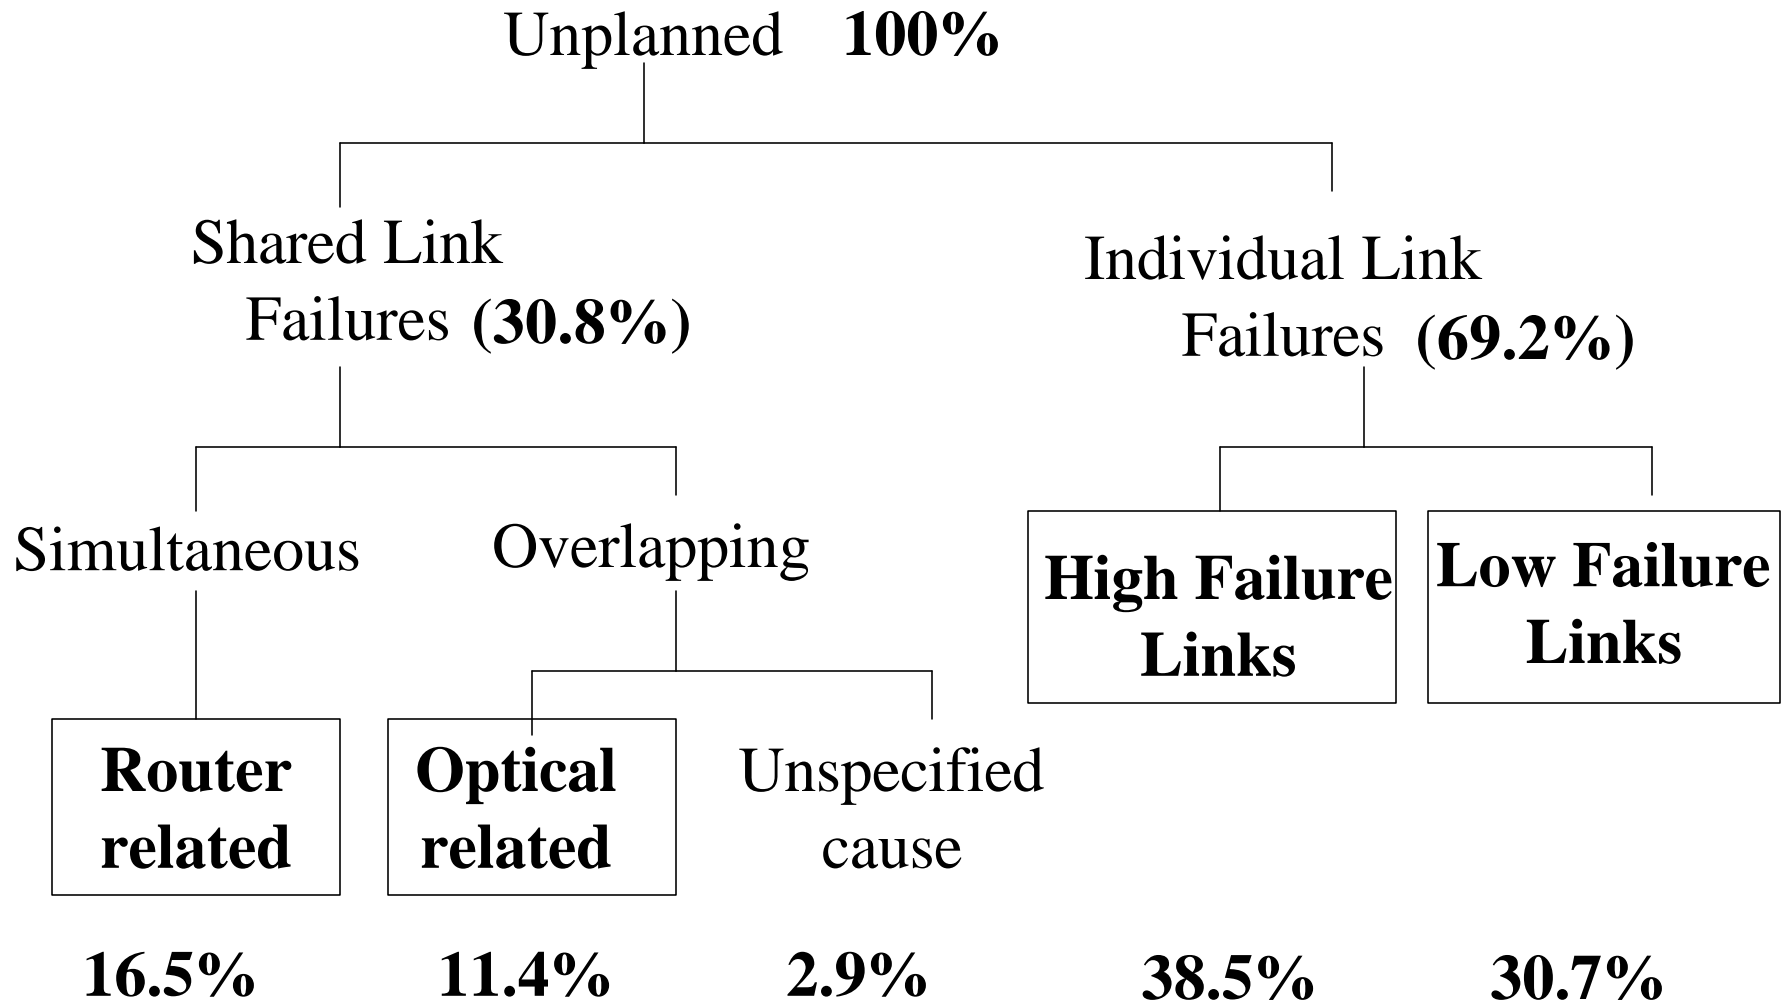 Unplanned 100%
Shared Link
Failures (30.8%)
Individual Link
Failures (69.2%)
Simultaneous
Overlapping
High Failure
Links
Low Failure
Links
Router
related
Optical
related
Unspecified
cause
16.5% 11.4% 2.9% 38.5% 30.7%